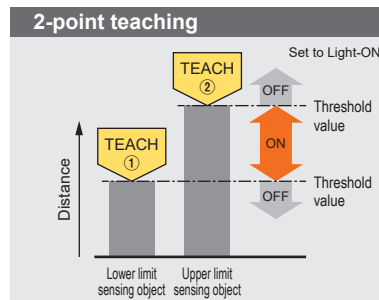 2-point teaching
Set to Light-ON
TEACH
②
OFF
Threshold
value
TEACH
①
ON
Threshold
value
OFF
Distance
Lower limit
sensing object
Upper limit
sensing object